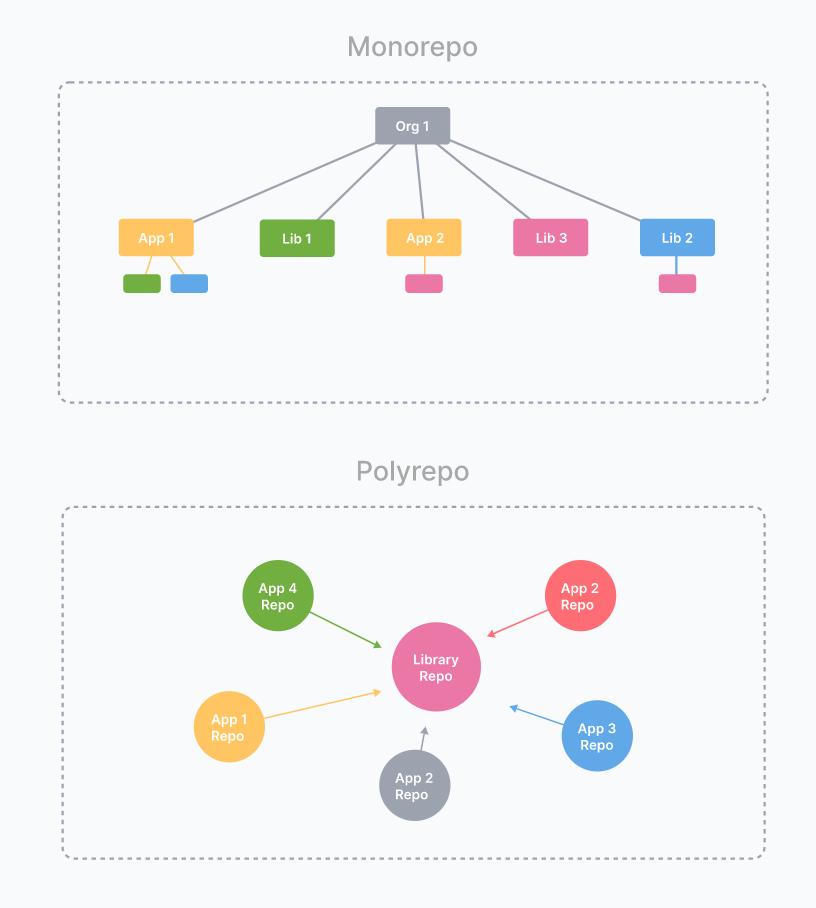 Monorepo
Org 1
App 1
Lib 1
App 2
Lib 3
Lib 2
Polyrepo
App 4
Repo
App 2
Repo
Library
Repo
App 1
Repo
App 3
Repo
App 2
Repo